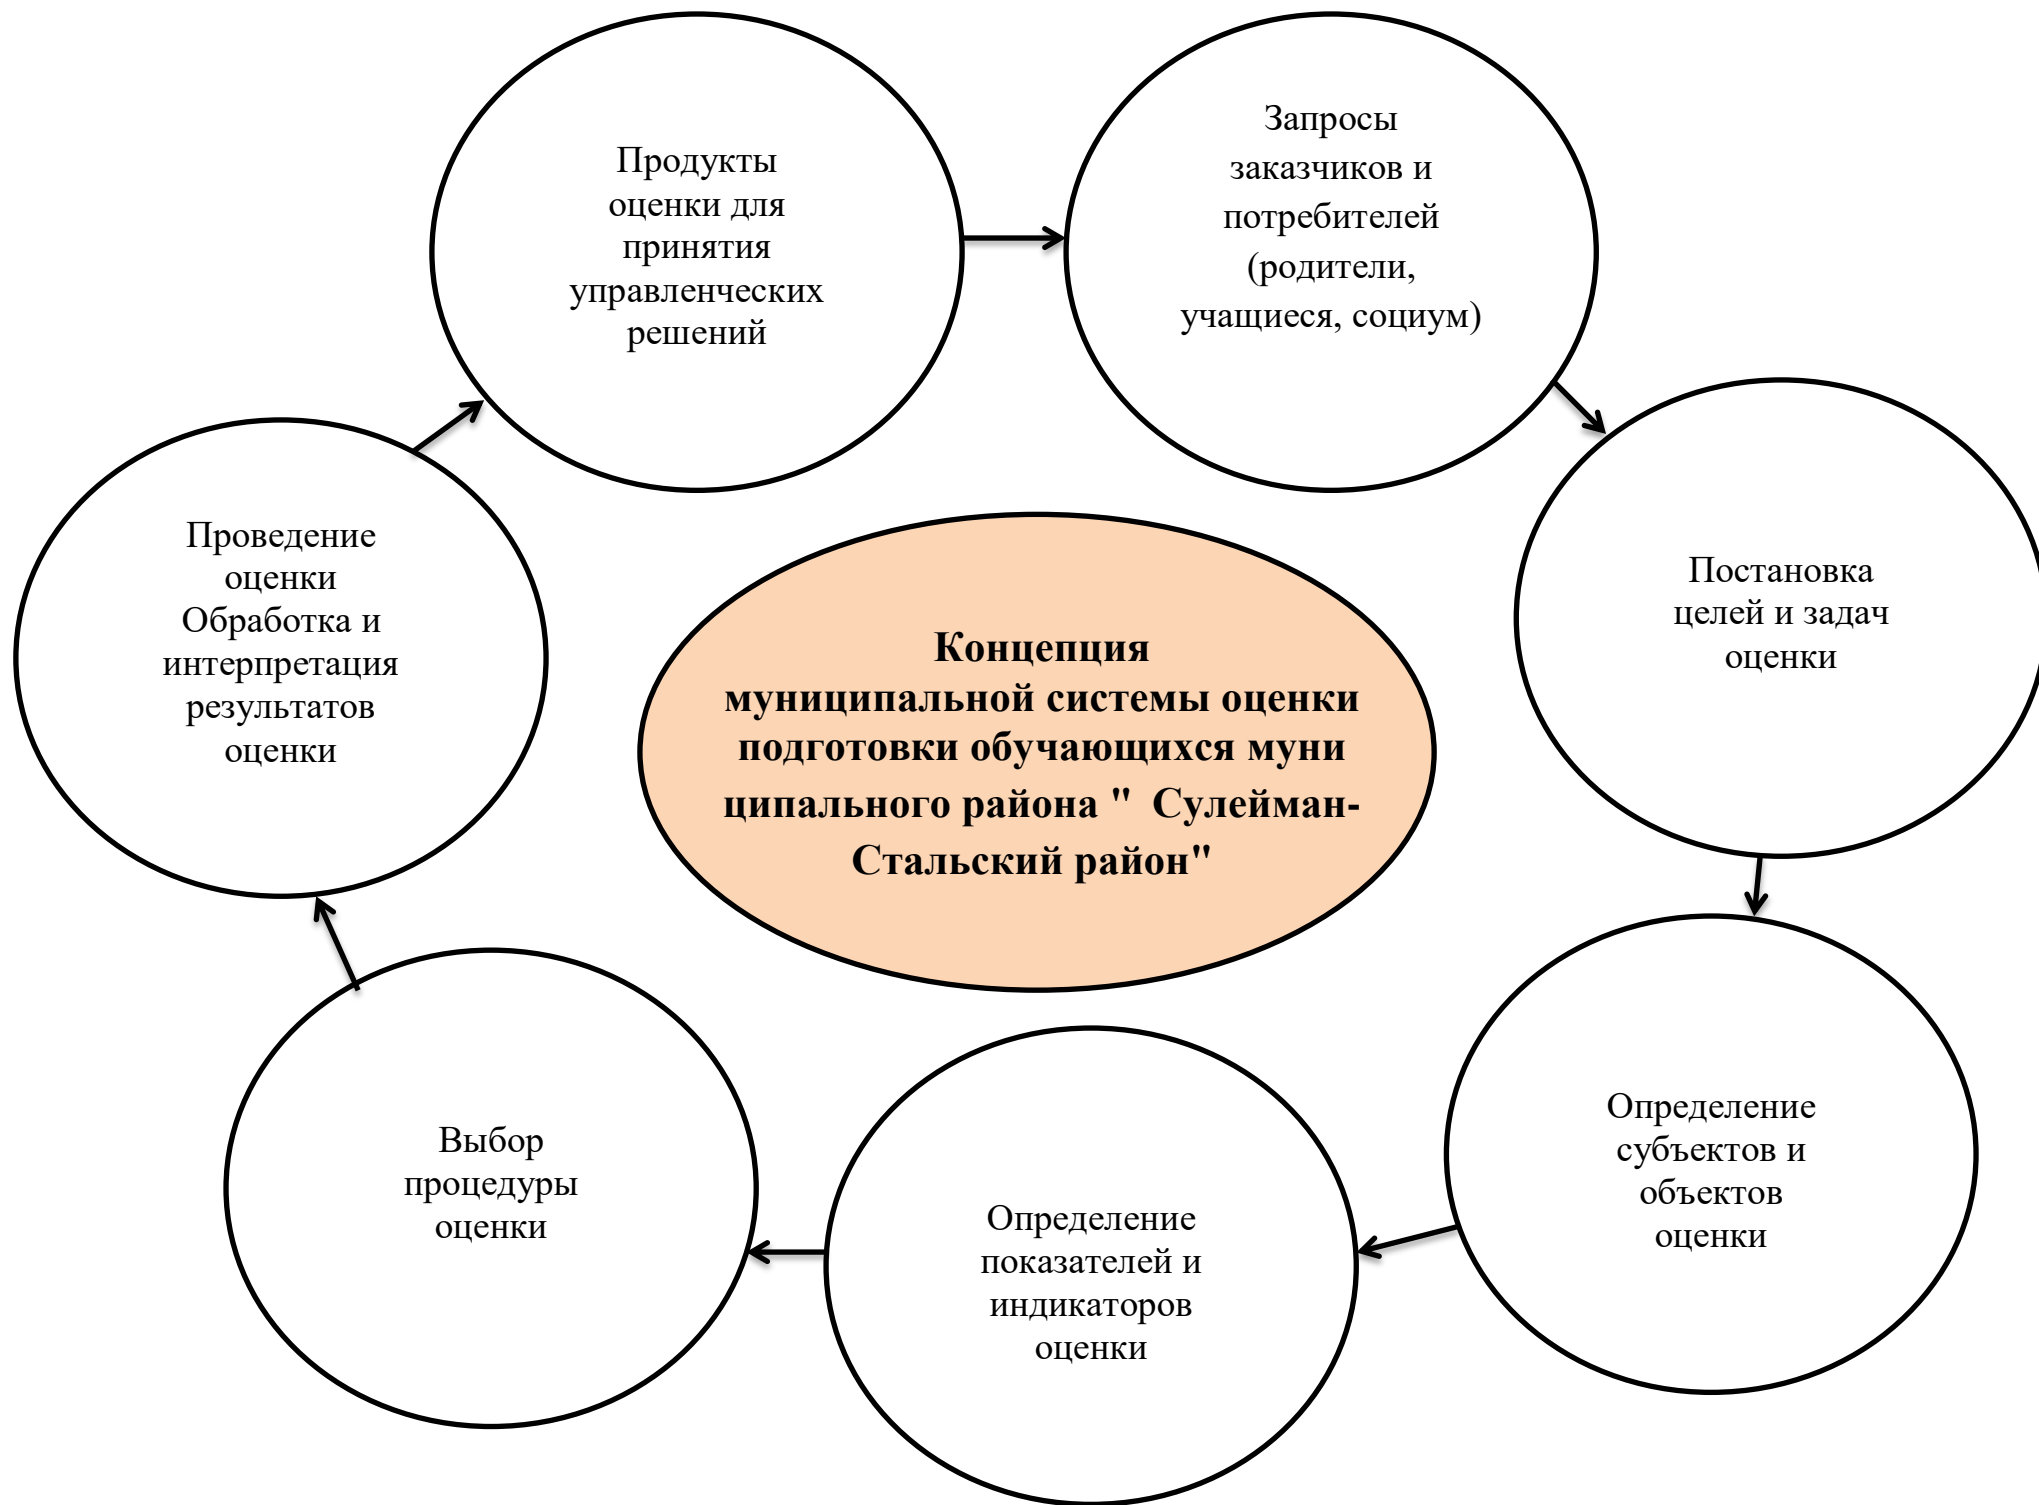 Продукты
оценки для
принятия
управленческих
решений
Запросы
заказчиков и
потребителей
(родители,
учащиеся, социум)
Постановка
целей и задач
оценки
Определение
субъектов и
объектов
оценки
Определение
показателей и
индикаторов
оценки
Выбор
процедуры
оценки
Проведение
оценки
Обработка и
интерпретация
результатов
оценки
Концепция
муниципальной системы оценки
подготовки обучающихся муни
ципального района " Сулейман-
Стальский район"